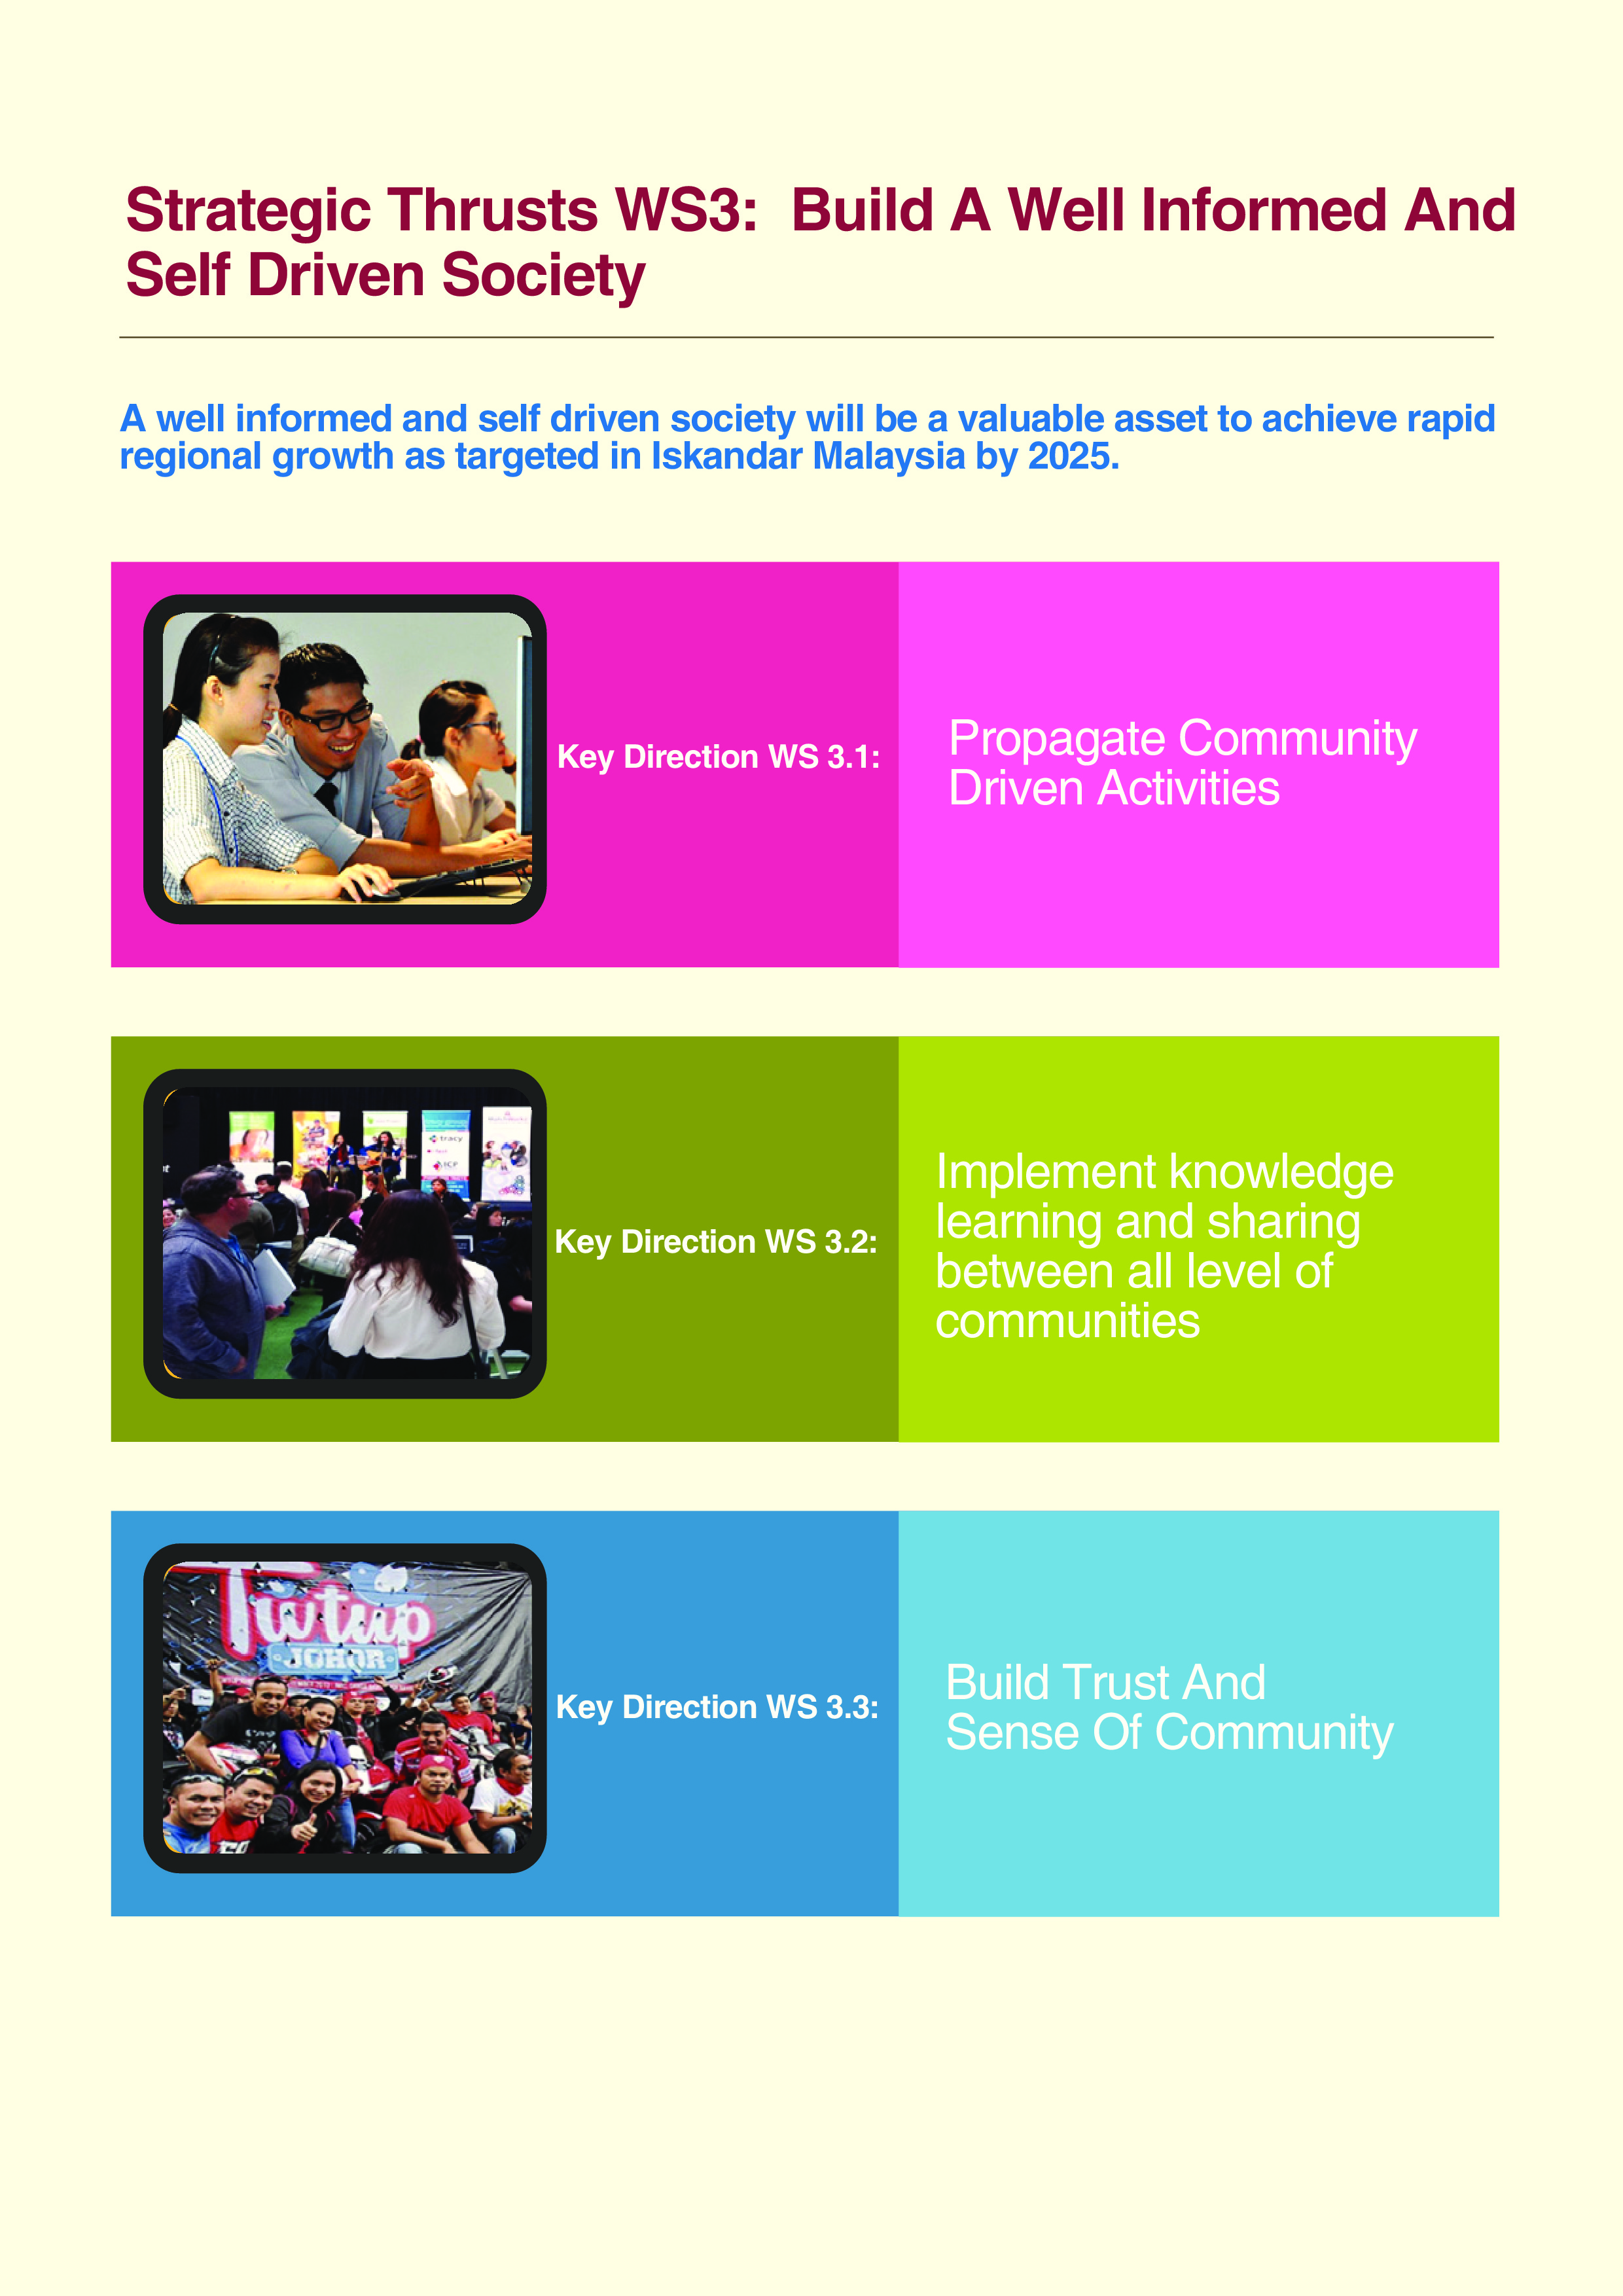 Strategic Thrusts WS3:  Build A Well Informed And
Self Driven Society
A well informed and self driven society will be a valuable asset to achieve rapid
regional growth as targeted in Iskandar Malaysia by 2025.
Key Direction WS 3.1:
Propagate Community
Driven Activities
tracy
ICP
Key Direction WS 3.2:
Implement knowledge
learning and sharing
between all level of
communities
Twtup
JOHOR
Key Direction WS 3.3:
Build Trust And
Sense Of Community